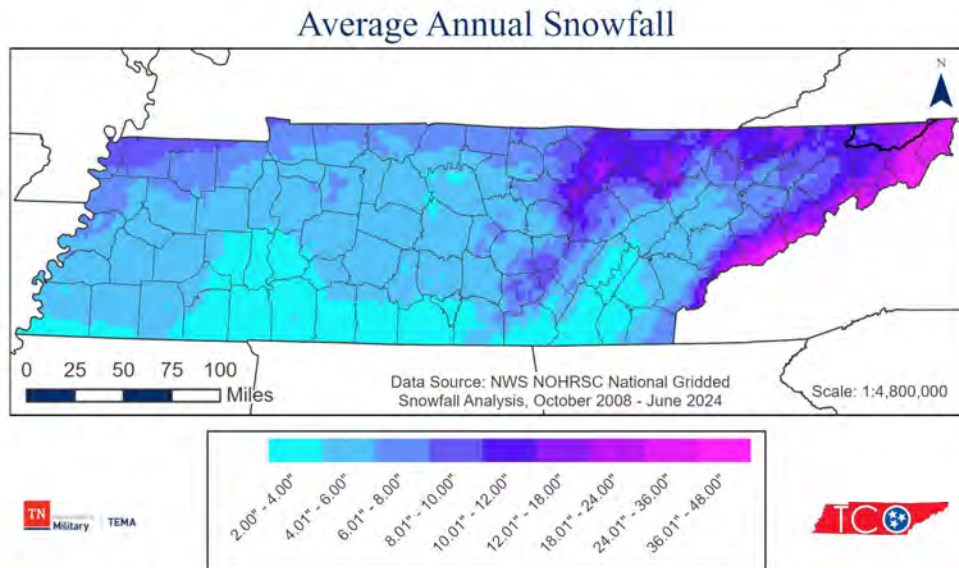 Average Annual Snowfall
N
0 25 50 75 100
Miles
Data Source: NWS NOHRSC National Gridded
Snowfall Analysis, October 2008 - June 2024
Scale: 1:4,800,000
2.00" - 4.00"
4.01" - 6.00"
6.01" - 8.00"
8.01" - 10.00"
10.01" - 12.00"
12.01" - 18.00"
18.01" - 24.00"
24.01" - 36.00"
36.01" - 48.00"
TN
Military
TEMA
TCO